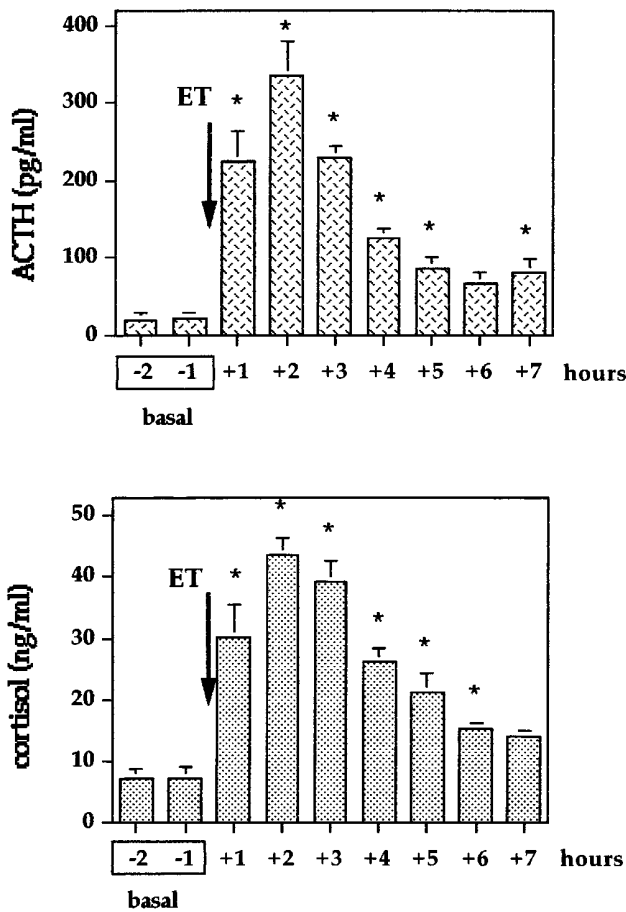 400
ET
*
*
*
*
*
*
300
200
100
0
ACTH (pg/ml)
-2 -1 +1 +2 +3 +4 +5 +6 +7 hours
basal
50
ET
*
*
*
*
*
*
40
30
20
10
0
cortisol (ng/ml)
-2 -1 +1 +2 +3 +4 +5 +6 +7 hours
basal